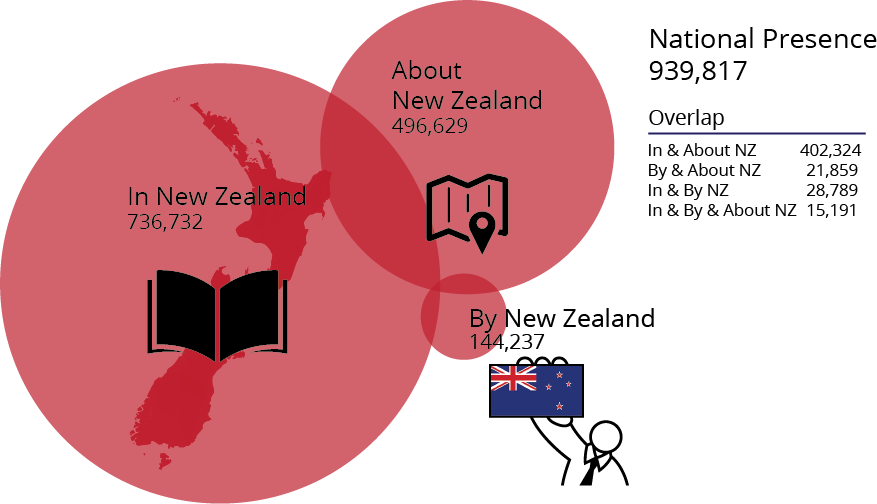 About
New Zealand
496,629
In New Zealand
736,732
By New Zealand
144,237
National Presence
939,817
Overlap
In & About NZ 402,324
By & About NZ 21,859
In & By NZ 28,789
In & By & About NZ 15,191